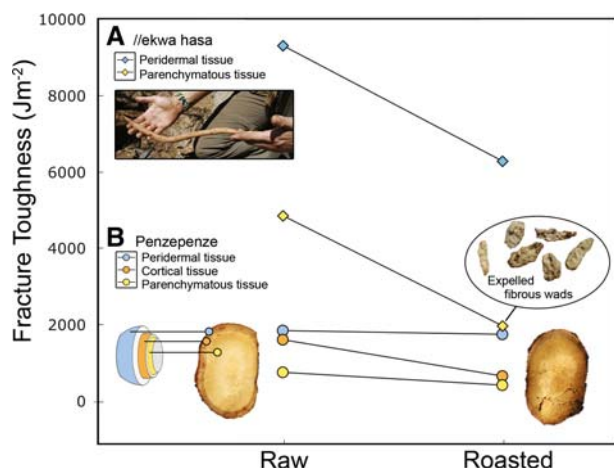 Fracture Toughness (Jm-2)
10000
8000
6000
4000
2000
0
A //ekwa hasa
Peridermal tissue
Parenchymatous tissue
B Penzepenze
Peridermal tissue
Cortical tissue
Parenchymatous tissue
Expelled
fibrous wads
Raw
Roasted